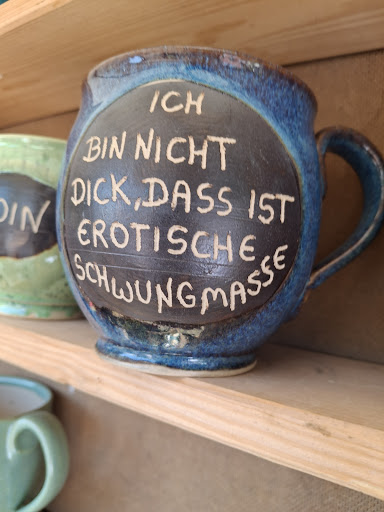 ICH
BIN NICHT
DICK, DASS IST
EROTISCHE
SCHWUNGMASSE